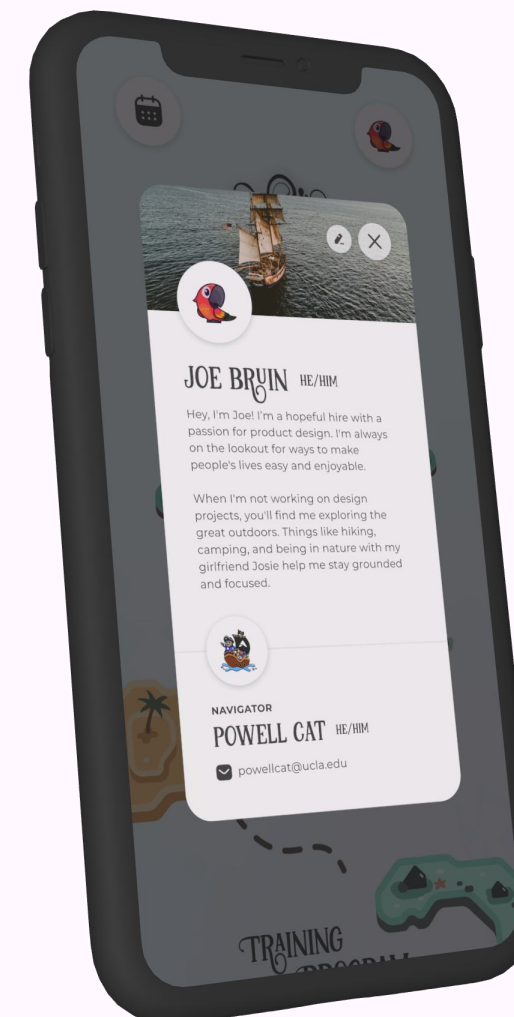 JOE BRUIN HE/HIM
Hey, I'm Joe! I'm a hopeful hire with a
passion for product design. I'm always
on the lookout for ways to make
people's lives easy and enjoyable.
When I'm not working on design
projects, you'll find me exploring the
great outdoors. Things like hiking,
camping, and being in nature with my
girlfriend Josie help me stay grounded
and focused.
NAVIGATOR
POWELL CAT HE/HIM
powellcat@ucla.edu
TRAINING
PROGRAM